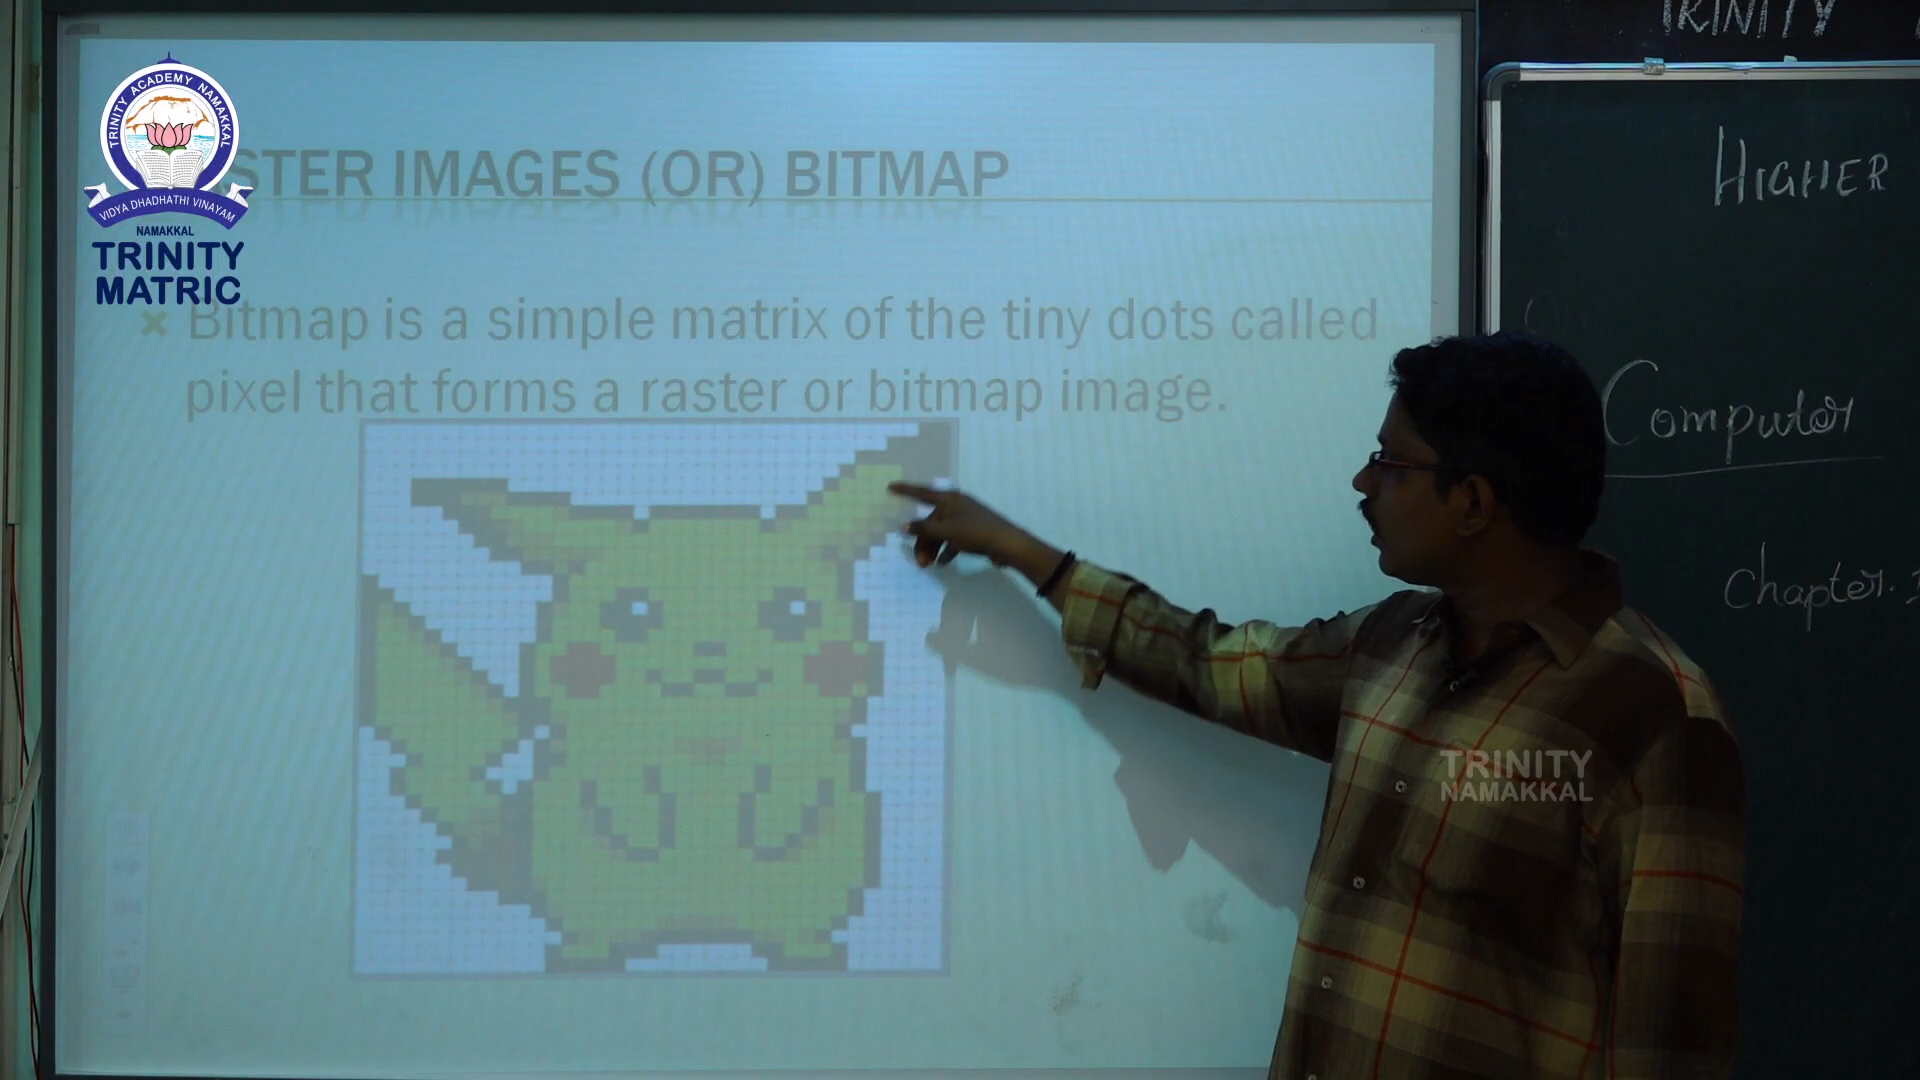 TRINITY
TRINITY ACADEMY NAMAKKAL
VIDYA DHADHATHI VINAYAM
NAMAKKAL
TRINITY
MATRIC
STER IMAGES (OR) BITMAP
Bitmap is a simple matrix of the tiny dots called
pixel that forms a raster or bitmap image.
HIGHER
Computer
Chapter.
TRINITY
NAMAKKAL